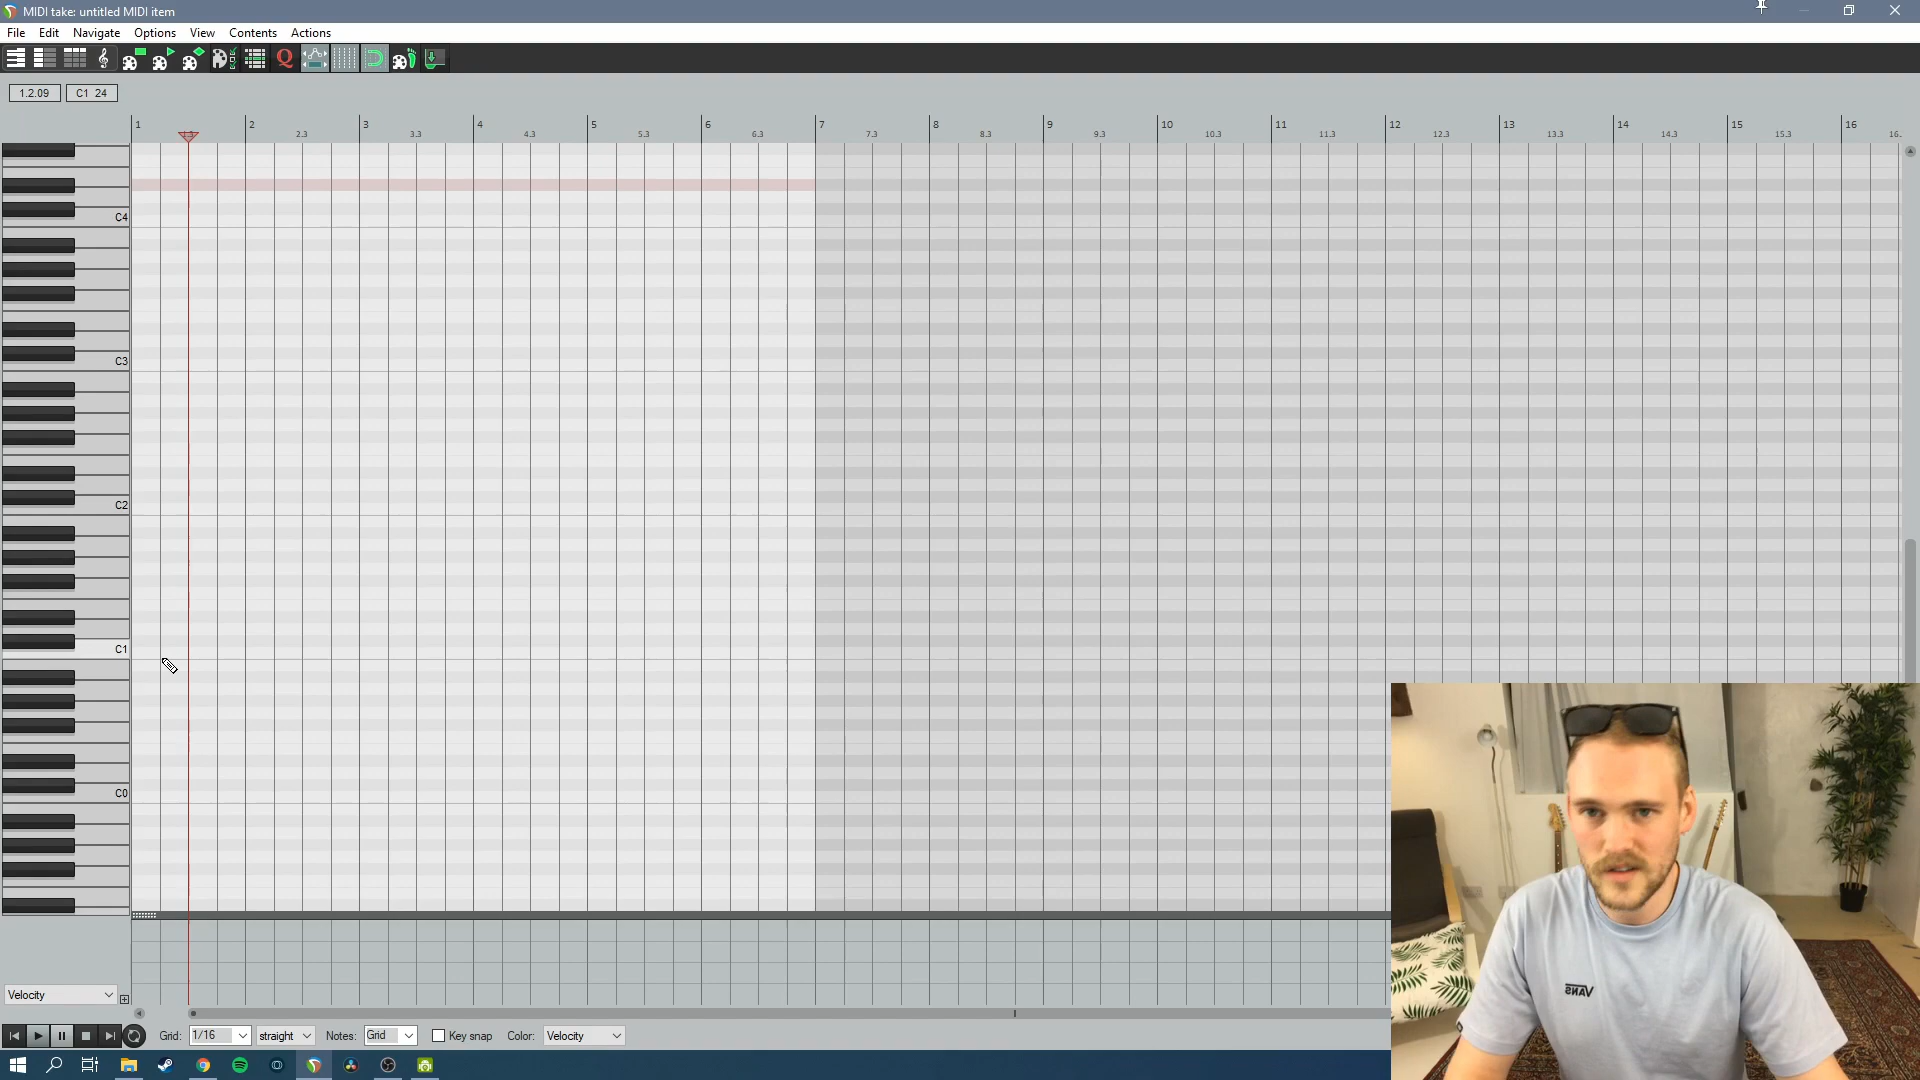 MIDI take: untitled MIDI item
File Edit Navigate Options View Contents Actions
Q
1.2.09 C1 24
1 2 3 4 5 6 7 8 9 10 11 12 13 14 15 16
1.3 2.3 3.3 4.3 5.3 6.3 7.3 8.3 9.3 10.3 11.3 12.3 13.3 14.3 15.3 16.
C4
C3
C2
C1
C0
VANS
Velocity
Grid: 1/16 straight Notes: Grid Key snap Color: Velocity